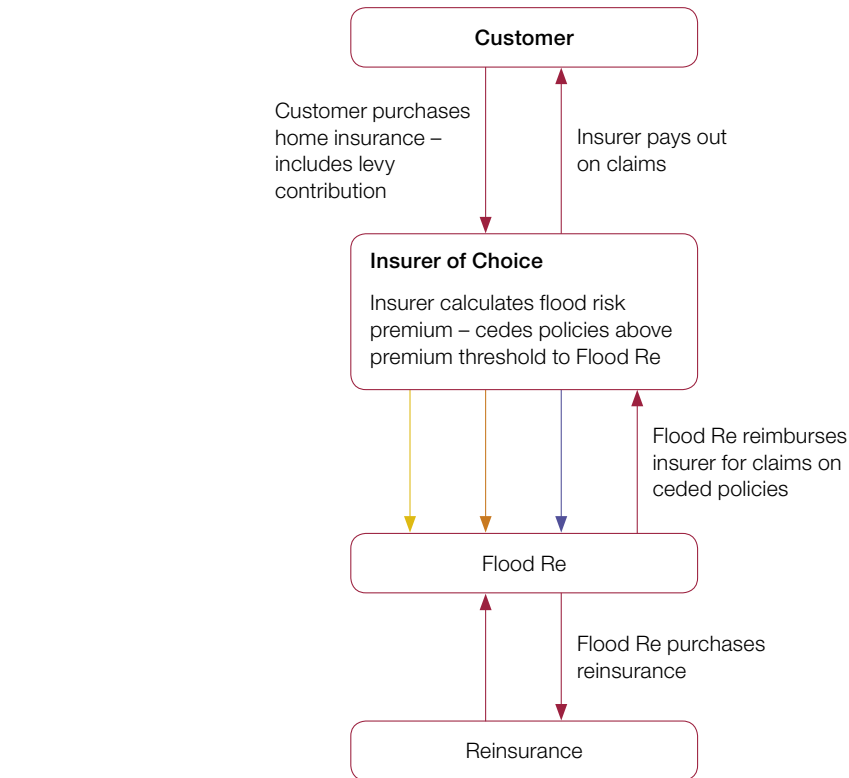 Customer
Customer purchases
home insurance –
includes levy
contribution
Insurer pays out
on claims
Insurer of Choice
Insurer calculates flood risk
premium – cedes policies above
premium threshold to Flood Re
Flood Re reimburses
insurer for claims on
ceded policies
Flood Re
Flood Re purchases
reinsurance
Reinsurance